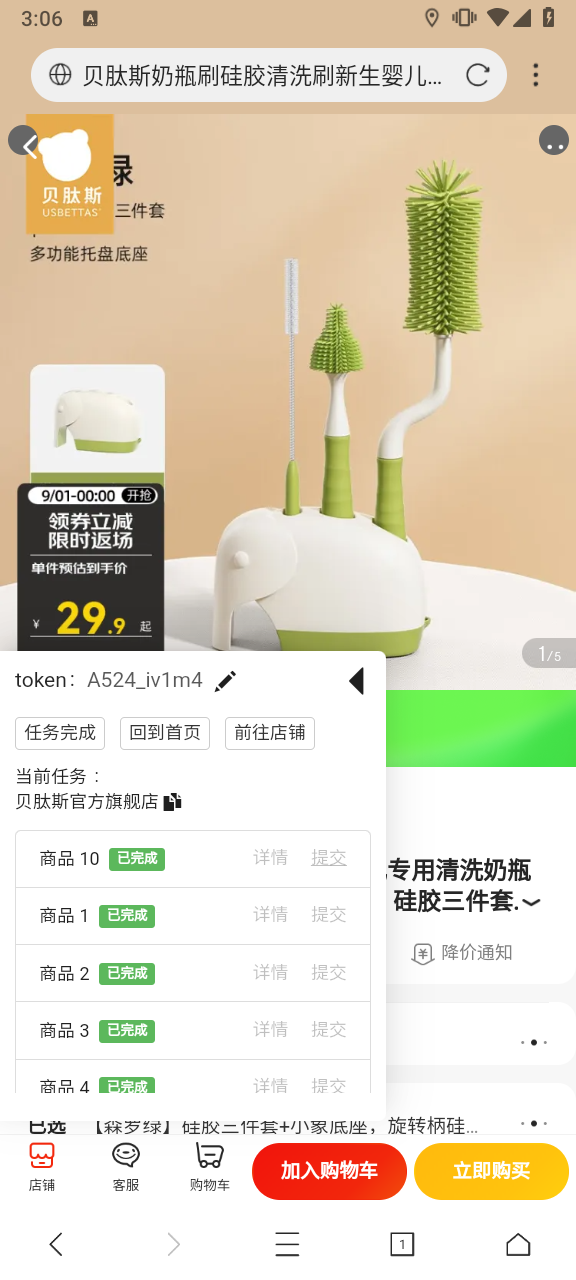 3:06
A
贝肽斯奶瓶刷硅胶清洗刷新生婴儿...
贝肽斯
USBETTAS
绿
三件套
多功能托盘底座
9/01-00:00 开抢
领券立减
限时返场
单件预估到手价
¥ 29.9 起
1/5
token: A524_iv1m4
任务完成 回到首页 前往店铺
当前任务：
贝肽斯官方旗舰店
商品 10 已完成 详情 提交
商品 1 已完成 详情 提交
商品 2 已完成 详情 提交
商品 3 已完成 详情 提交
商品 4 已完成 详情 提交
专用清洗奶瓶
硅胶三件套.
降价通知
已选 【森萝绿】硅胶三件套+小象底座，旋转柄硅...
店铺 客服 购物车 加入购物车 立即购买
1